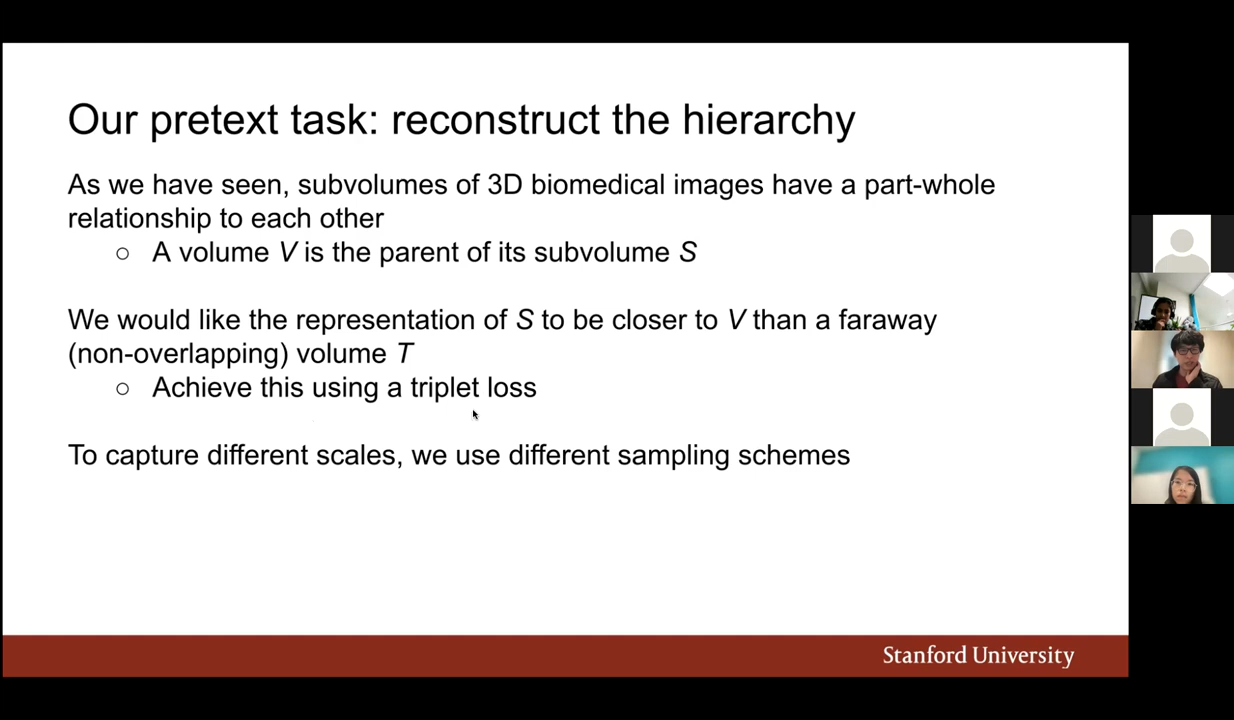 Our pretext task: reconstruct the hierarchy
As we have seen, subvolumes of 3D biomedical images have a part-whole
relationship to each other
○ A volume V is the parent of its subvolume S
We would like the representation of S to be closer to V than a faraway
(non-overlapping) volume T
○ Achieve this using a triplet loss
To capture different scales, we use different sampling schemes
Stanford University